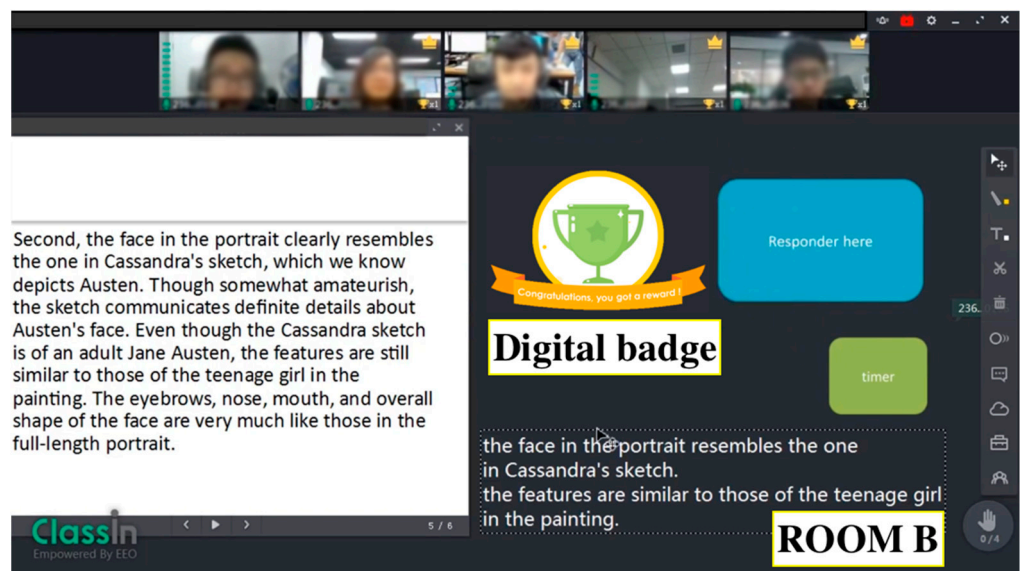 x1
x1
x1
x1
Second, the face in the portrait clearly resembles
the one in Cassandra's sketch, which we know
depicts Austen. Though somewhat amateurish,
the sketch communicates definite details about
Austen's face. Even though the Cassandra sketch
is of an adult Jane Austen, the features are still
similar to those of the teenage girl in the
painting. The eyebrows, nose, mouth, and overall
shape of the face are very much like those in the
full-length portrait.
5 / 6
ClassIn
Empowered By EEO
Congratulations, you got a reward !
Digital badge
Responder here
236..
timer
the face in the portrait resembles the one
in Cassandra's sketch.
the features are similar to those of the teenage girl
in the painting.
ROOM B
T
0/4